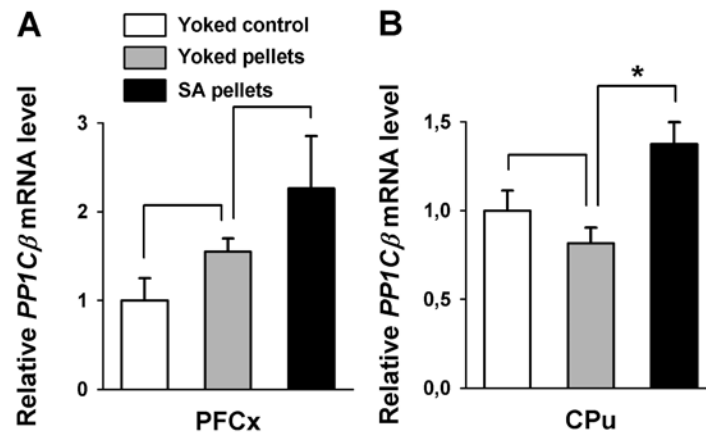 A
Yoked control
Yoked pellets
SA pellets
Relative PP1Cβ mRNA level
3
2
1
0
PFCx
B
*
Relative PP1Cβ mRNA level
1,5
1,0
0,5
0,0
CPu